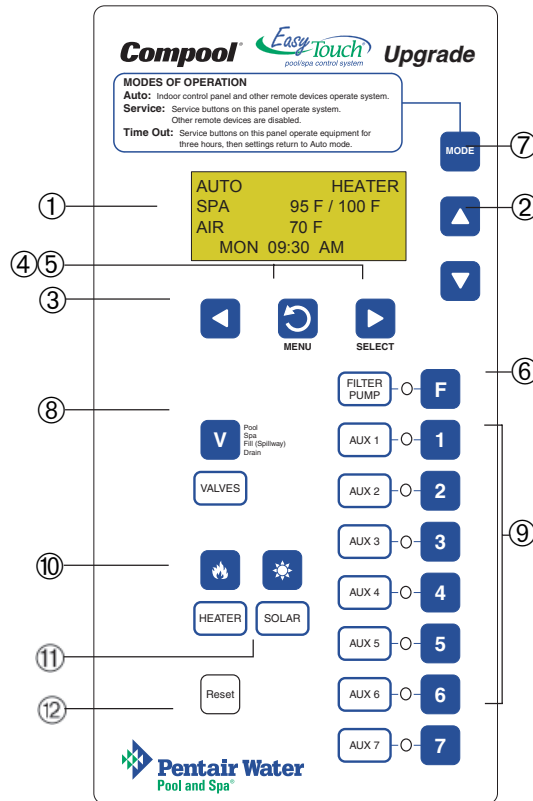 Compool® Easy Touch® Upgrade
pool/spa control system
MODES OF OPERATION
Auto: Indoor control panel and other remote devices operate system.
Service: Service buttons on this panel operate system.
Other remote devices are disabled.
Time Out: Service buttons on this panel operate equipment for
three hours, then settings return to Auto mode.
MODE
⑦
①
AUTO HEATER
SPA 95 F / 100 F
AIR 70 F
MON 09:30 AM
②
④⑤
③
MENU
SELECT
⑥
FILTER
PUMP
F
⑧
V
Pool
Spa
Fill (Spillway)
Drain
VALVES
AUX 1
1
AUX 2
2
AUX 3
3
⑨
⑩
HEATER
SOLAR
AUX 4
4
⑪
AUX 5
5
⑫
Reset
AUX 6
6
AUX 7
7
Pentair Water
Pool and Spa®